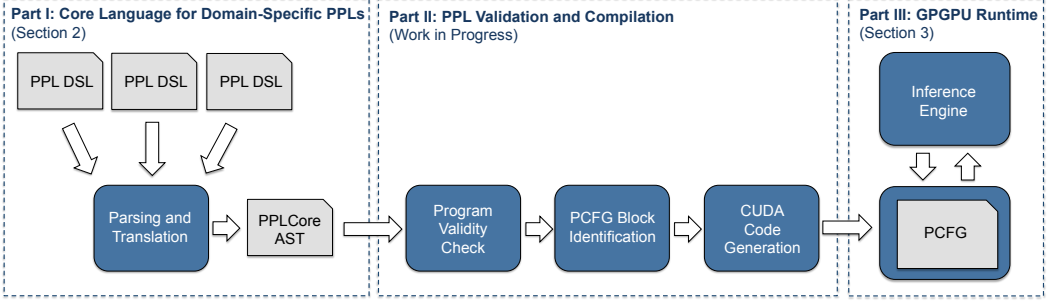 Part I: Core Language for Domain-Specific PPLs
(Section 2)
PPL DSL
PPL DSL
PPL DSL
Parsing and
Translation
PPLCore
AST
Part II: PPL Validation and Compilation
(Work in Progress)
Program
Validity
Check
PCFG Block
Identification
CUDA
Code
Generation
Part III: GPGPU Runtime
(Section 3)
Inference
Engine
PCFG